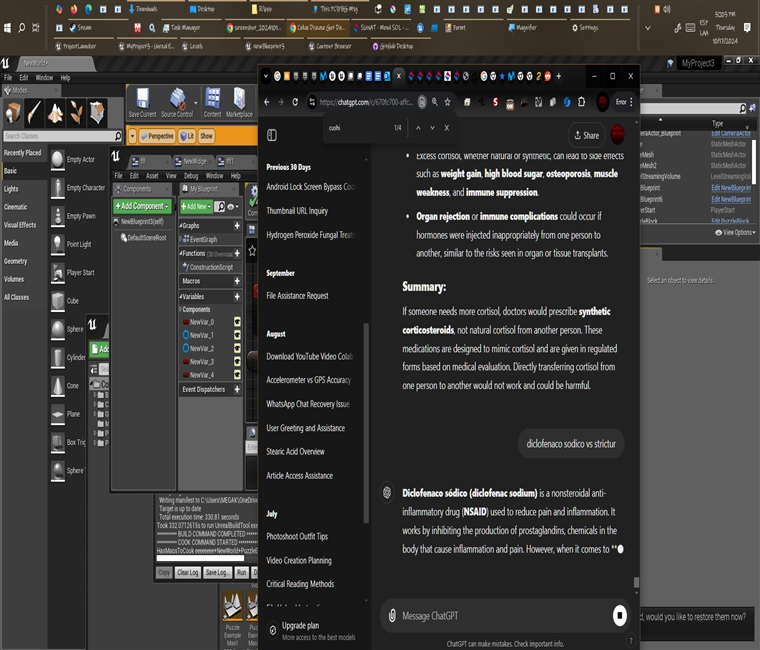 Downloads
Desktop
Ripp
Tiles PC(FBG-Msg
3:01:13 PM
ESP
LAA
Thursday
10/17/2024
Steam
Task Manager
screenshot_2024101
Celiac Disease Gut Da
SIGHAT - Menú SOL -
Forms
Magnifier
Settings
ProjectLauncher
MyProject3 - Unreal E
Levels
newBlueprint3
Content Browser
GitHub Desktop
NewWorld+
MyProject3
File Edit Window Help
Modes
Search Classes
Recently Placed
Basic
Lights
Cinematic
Visual Effects
Geometry
Volumes
All Classes
Empty Actor
Empty Character
Empty Pawn
Point Light
Player Start
Cube
Sphere
Cylinder
Cone
Plane
Box Trig
Sphere
Save Current
Source Control
Content
Marketplace
Perspective
Lit
Show
fff
NewWidge
fff1
File Edit Asset View Debug Window Help
Components
My Blueprint
+ Add Component
+ Add New
NewBlueprint3(self)
DefaultSceneRoot
Graphs
EventGraph
Functions
ConstructionScript
Macros
Variables
Components
NewVar_0
NewVar_1
NewVar_2
NewVar_3
NewVar_4
Event Dispatchers
Writing manifest to C:\Users\MEGAK\OneDrive
Target is up to date
Total execution time: 330.81 seconds
Took 332.0712615s to run UnrealBuildTool.exe
======= BUILD COMMAND COMPLETED =======
======= COOK COMMAND STARTED =======
Copy
Clear Log
Save Log...
Run
Puzzle
Example
https://chatgpt.com/c/670fc700-affc...
Error
cushi
1/4
Share
Previous 30 Days
Android Lock Screen Bypass Coo
Thumbnail URL Inquiry
Hydrogen Peroxide Fungal Treat
September
File Assistance Request
August
Download YouTube Video Colab
Accelerometer vs GPS Accuracy
WhatsApp Chat Recovery Issue
User Greeting and Assistance
Stearic Acid Overview
Article Access Assistance
July
Photoshoot Outfit Tips
Video Creation Planning
Critical Reading Methods
Upgrade plan
More access to the best models
Excess cortisol, whether natural or synthetic, can lead to side effects
such as weight gain, high blood sugar, osteoporosis, muscle
weakness, and immune suppression.
• Organ rejection or immune complications could occur if
hormones were injected inappropriately from one person to
another, similar to the risks seen in organ or tissue transplants.
Summary:
If someone needs more cortisol, doctors would prescribe synthetic
corticosteroids, not natural cortisol from another person. These
medications are designed to mimic cortisol and are given in regulated
forms based on medical evaluation. Directly transferring cortisol from
one person to another would not work and could be harmful.
diclofenaco sodico vs strictur
Diclofenaco sódico (diclofenac sodium) is a nonsteroidal anti-
inflammatory drug (NSAID) used to reduce pain and inflammation. It
works by inhibiting the production of prostaglandins, chemicals in the
body that cause inflammation and pain. However, when it comes to **
Message ChatGPT
ChatGPT can make mistakes. Check important info.
Type
Edit CameraActor
StaticMeshActor
StaticMeshActor
Edit NewBlueprint
PlayerStart
View Options
Select an object to view details.
d, would you like to restore them now?